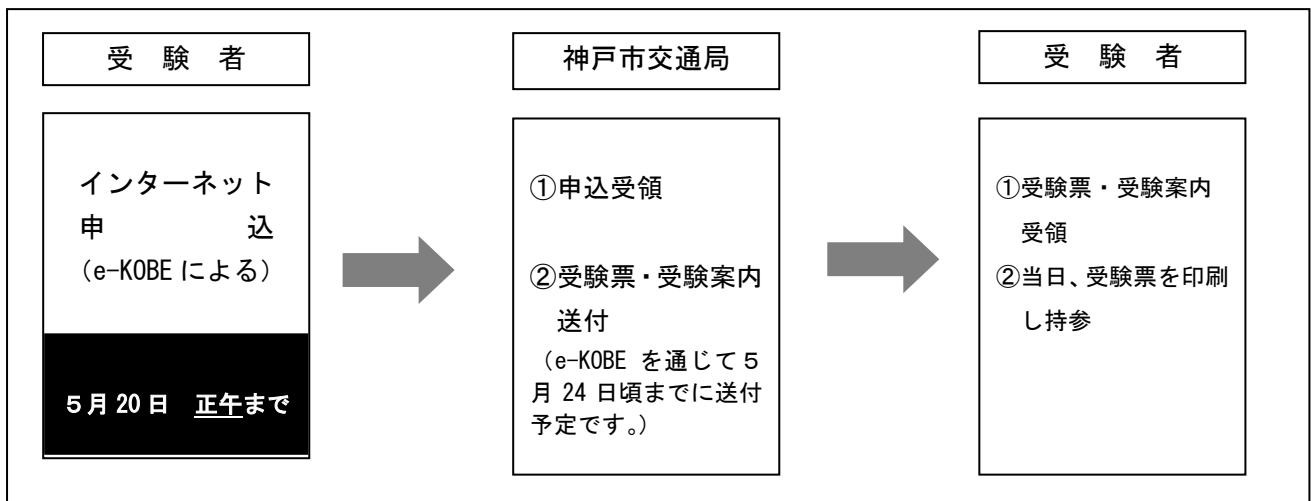 受　験　者
インターネット
申　　　　　込
（e-KOBEによる）
５月20日　正午まで
神戸市交通局
①申込受領
②受験票・受験案内
送付
（e-KOBE を通じて５
月 24 日頃までに送付
予定です。）
受　験　者
①受験票・受験案内
受領
②当日、受験票を印刷
し持参